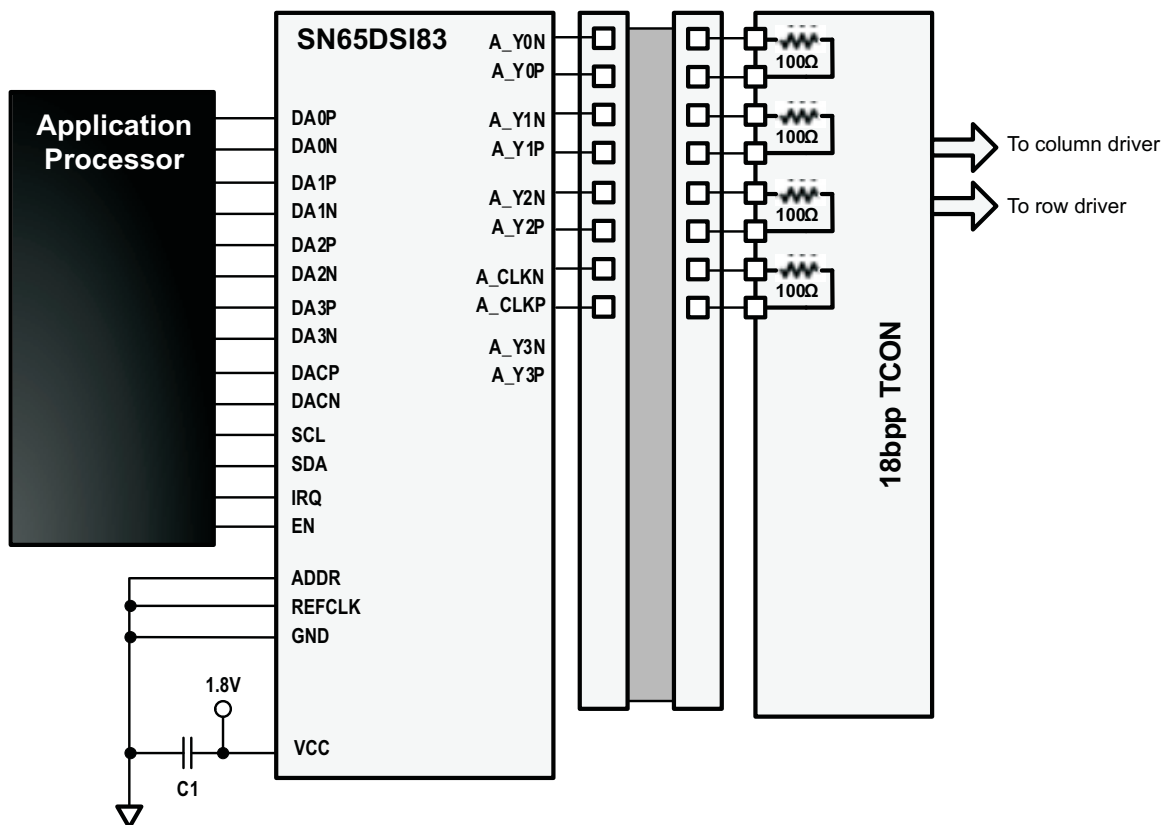 SN65DSI83
Application
Processor
DA0P
DA0N
DA1P
DA1N
DA2P
DA2N
DA3P
DA3N
DACP
DACN
SCL
SDA
IRQ
EN
ADDR
REFCLK
GND
VCC
1.8V
C1
A_Y0N
A_Y0P
A_Y1N
A_Y1P
A_Y2N
A_Y2P
A_CLKN
A_CLKP
A_Y3N
A_Y3P
100Ω
100Ω
100Ω
100Ω
18bpp TCON
To column driver
To row driver